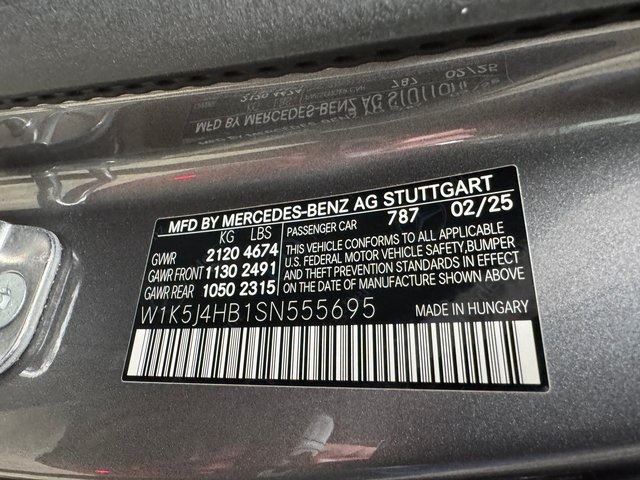 MFD BY MERCEDES-BENZ AG STUTTGART
KG LBS PASSENGER CAR 787 02/25
GVWR 2120 4674
GAWR FRONT 1130 2491
GAWR REAR 1050 2315
THIS VEHICLE CONFORMS TO ALL APPLICABLE
U.S. FEDERAL MOTOR VEHICLE SAFETY, BUMPER
AND THEFT PREVENTION STANDARDS IN EFFECT
ON THE DATE OF MANUFACTURE SHOWN ABOVE
W1K5J4HB1SN555695 MADE IN HUNGARY